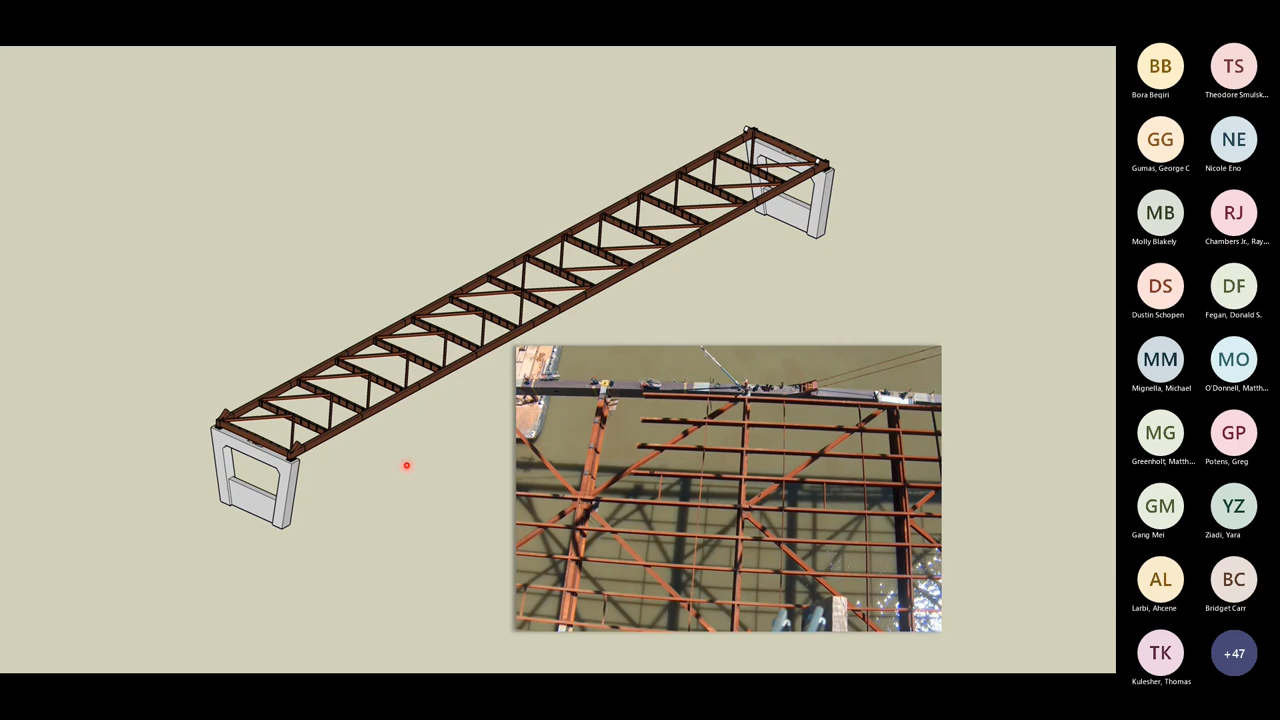 BB
TS
Bora Beqiri
Theodore Smulsk...
GG
NE
Gumas, George C
Nicole Eno
MB
RJ
Molly Blakely
Chambers Jr., Ray...
DS
DF
Dustin Schopen
Fegan, Donald S.
MM
MO
Mignella, Michael
O'Donnell, Matth...
MG
GP
Greenholt, Matth...
Potens, Greg
GM
YZ
Gang Mei
Ziadi, Yara
AL
BC
Larbi, Ahcene
Bridget Carr
TK
+47
Kulesher, Thomas